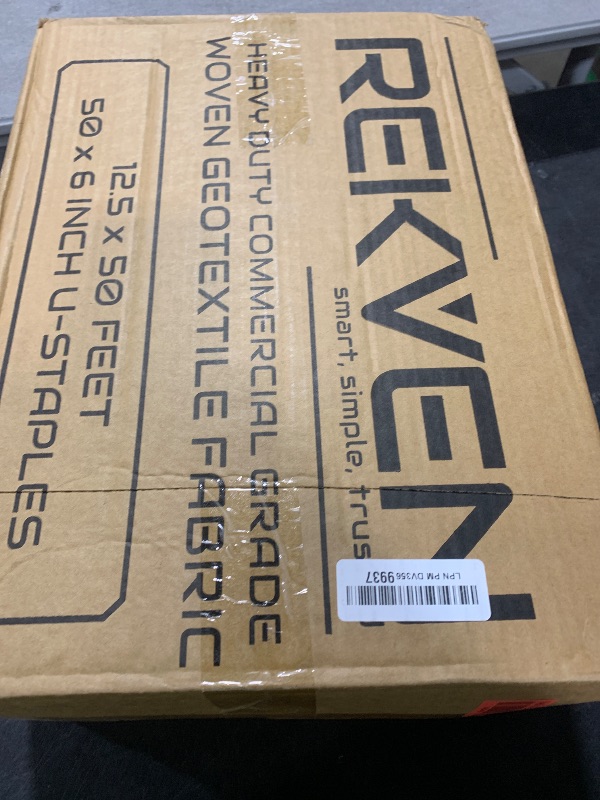 REKVEN
smart, simple, trus
HEAVY DUTY COMMERCIAL GRADE
WOVEN GEOTEXTILE FABRIC
12.5 x 50 FEET
50 x 6 INCH U-STAPLES
LPN PM DV356 9937